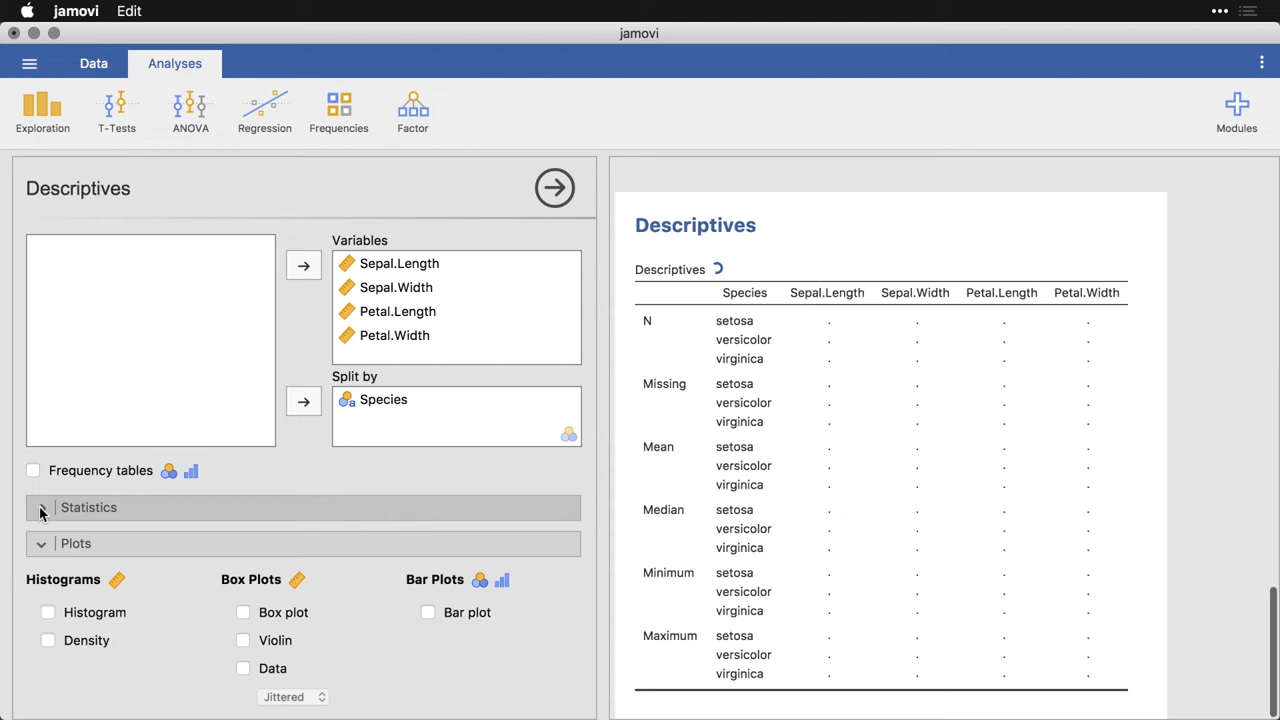 jamovi Edit
jamovi
Data Analyses
Exploration T-Tests ANOVA Regression Frequencies Factor Modules
Descriptives
Variables
Sepal.Length
Sepal.Width
Petal.Length
Petal.Width
Split by
a Species
Frequency tables
Statistics
Plots
Histograms Box Plots Bar Plots
Histogram Box plot Bar plot
Density Violin
Data
Jittered
Descriptives
Descriptives
Species Sepal.Length Sepal.Width Petal.Length Petal.Width
N setosa . . . .
versicolor . . . .
virginica . . . .
Missing setosa . . . .
versicolor . . . .
virginica . . . .
Mean setosa . . . .
versicolor . . . .
virginica . . . .
Median setosa . . . .
versicolor . . . .
virginica . . . .
Minimum setosa . . . .
versicolor . . . .
virginica . . . .
Maximum setosa . . . .
versicolor . . . .
virginica . . . .